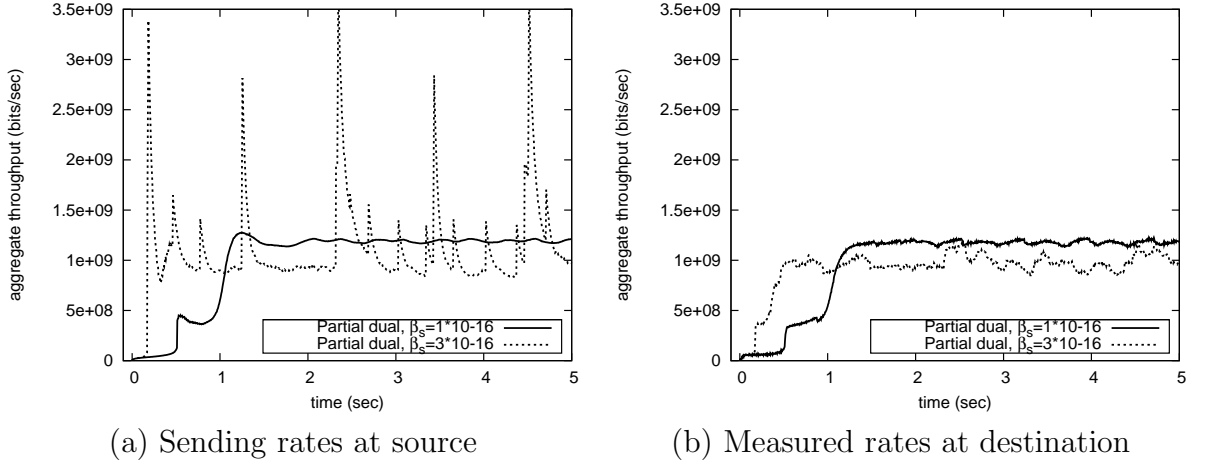 3.5e+09
3e+09
2.5e+09
2e+09
1.5e+09
1e+09
5e+08
0
aggregate throughput (bits/sec)
0 1 2 3 4 5
time (sec)
Partial dual, βs=1*10-16
Partial dual, βs=3*10-16
(a) Sending rates at source
3.5e+09
3e+09
2.5e+09
2e+09
1.5e+09
1e+09
5e+08
0
aggregate throughput (bits/sec)
0 1 2 3 4 5
time (sec)
Partial dual, βs=1*10-16
Partial dual, βs=3*10-16
(b) Measured rates at destination